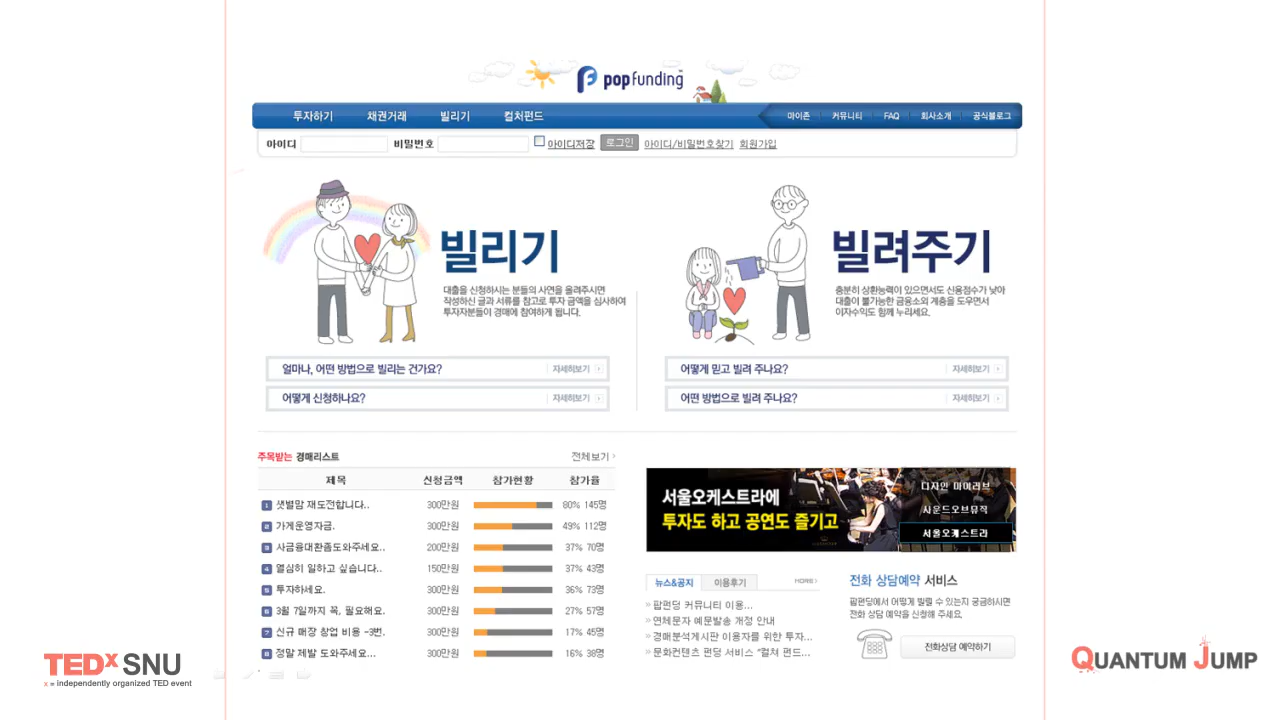 popfunding
투자하기 채권거래 빌리기 컬처펀드 마이존 커뮤니티 FAQ 회사소개 공식블로그
아이디 비밀번호 아이디저장 로그인 아이디/비밀번호찾기 회원가입
빌리기
대출을 신청하시는 분들의 사연을 올려주시면
작성하신 글과 서류를 참고로 투자 금액을 심사하여
투자자분들이 경매에 참여하게 됩니다.
빌려주기
충분히 상환능력이 있으면서도 신용점수가 낮아
대출이 불가능한 금융소외 계층을 도우면서
이자수익도 함께 누리세요.
얼마나, 어떤 방법으로 빌리는 건가요? 자세히보기
어떻게 신청하나요? 자세히보기
어떻게 믿고 빌려 주나요? 자세히보기
어떤 방법으로 빌려 주나요? 자세히보기
주목받는 경매리스트 전체보기
제목 신청금액 참가현황 참가율
1 샛별맘 재도전합니다.. 300만원 80% 145명
2 가게운영자금. 300만원 49% 112명
3 사금융대환좀도와주세요.. 200만원 37% 70명
4 열심히 일하고 싶습니다.. 150만원 37% 43명
5 투자하세요. 300만원 36% 73명
6 3월 7일까지 꼭, 필요해요. 300만원 27% 57명
7 신규 매장 창업 비용 -3번. 300만원 17% 45명
8 정말 제발 도와주세요... 300만원 16% 38명
서울오케스트라에
투자도 하고 공연도 즐기고
디자인 마이러브
사운드오브뮤직
서울오케스트라
뉴스&공지 이용후기 MORE
팝펀딩 커뮤니티 이용...
연체문자 예문발송 개정 안내
경매분석게시판 이용자를 위한 투자...
문화컨텐츠 펀딩 서비스 "컬쳐 펀드...
전화 상담예약 서비스
팝펀딩에서 어떻게 빌릴 수 있는지 궁금하시면
전화 상담 예약을 신청해 주세요.
전화상담 예약하기
TEDx SNU
x = independently organized TED event
QUANTUM JUMP